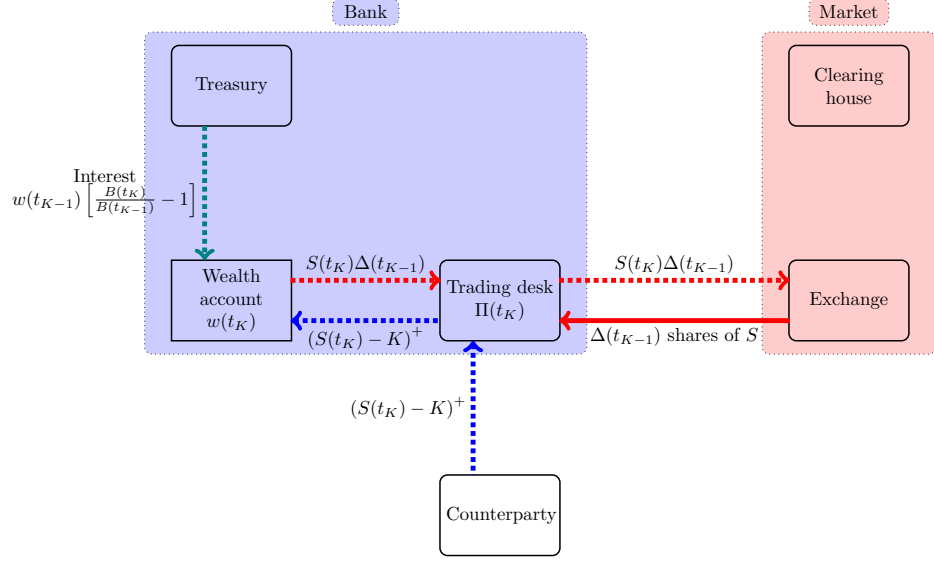 Bank
Market
Treasury
Clearing
house
Interest
w(t_{K−1}) [B(t_K)/B(t_{K−1}) − 1]
Wealth
account
w(t_K)
S(t_K)Δ(t_{K−1})
(S(t_K) − K)^+
Trading desk
Π(t_K)
S(t_K)Δ(t_{K−1})
Δ(t_{K−1}) shares of S
Exchange
(S(t_K) − K)^+
Counterparty